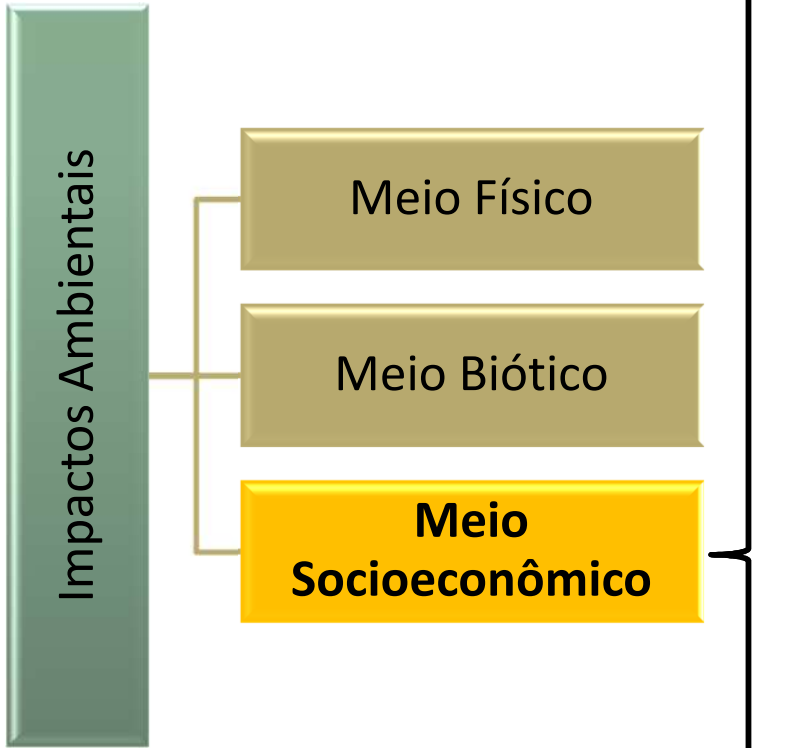 Impactos Ambientais
Meio Físico
Meio Biótico
Meio
Socioeconômico